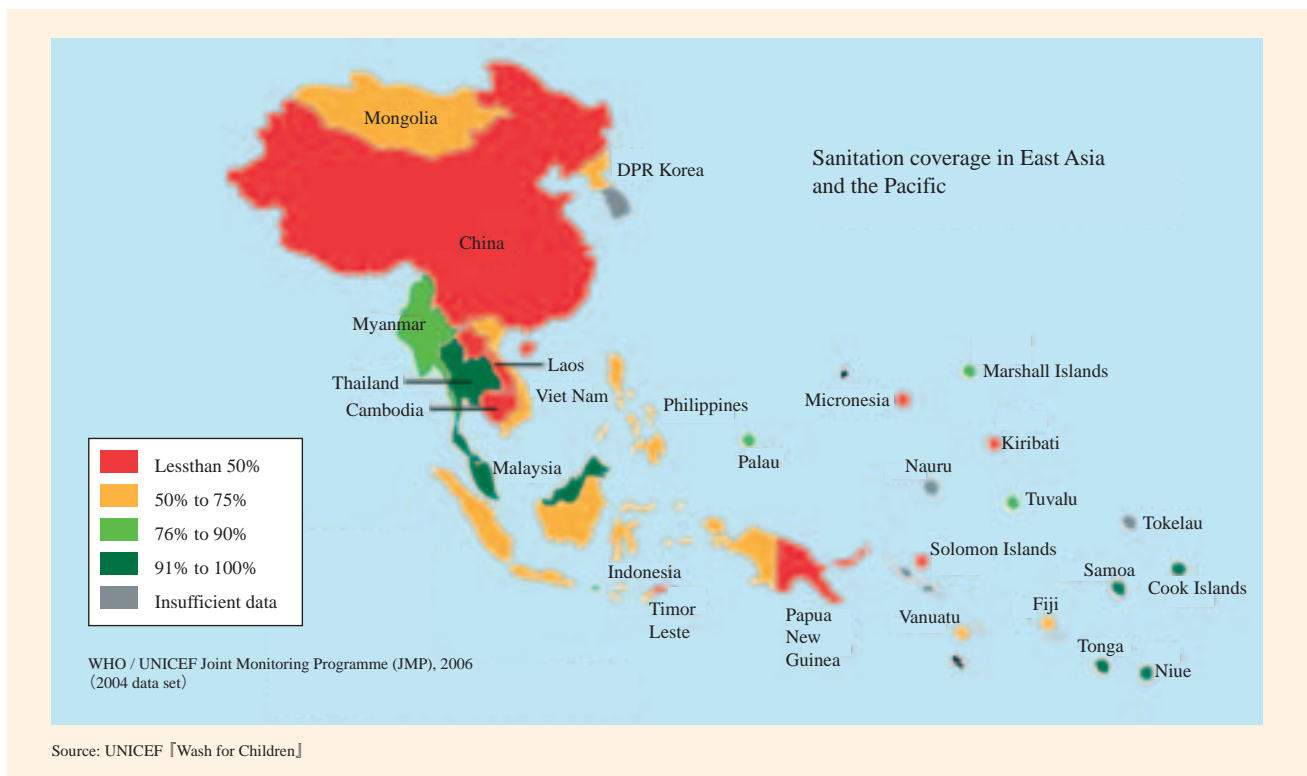 Sanitation coverage in East Asia
and the Pacific
Mongolia
DPR Korea
China
Myanmar
Laos
Thailand
Viet Nam
Cambodia
Philippines
Malaysia
Indonesia
Timor
Leste
Papua
New
Guinea
Palau
Micronesia
Marshall Islands
Kiribati
Nauru
Tuvalu
Tokelau
Solomon Islands
Samoa
Cook Islands
Vanuatu
Fiji
Tonga
Niue
Lessthan 50%
50% to 75%
76% to 90%
91% to 100%
Insufficient data
WHO / UNICEF Joint Monitoring Programme (JMP), 2006
（2004 data set）
Source: UNICEF『Wash for Children』